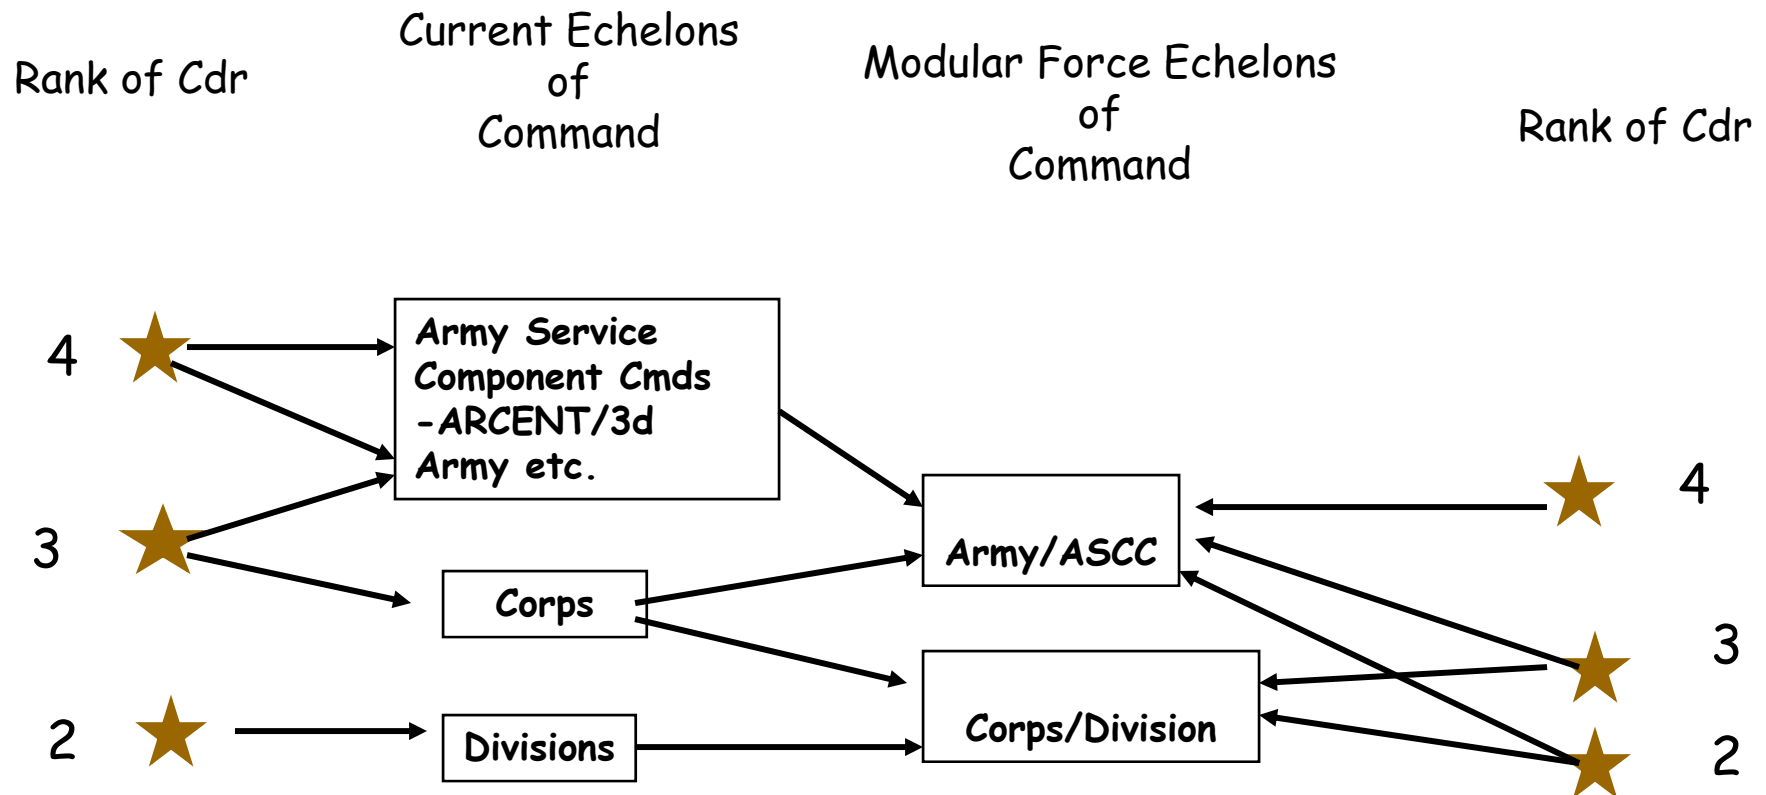 Rank of Cdr
Current Echelons
of
Command
Modular Force Echelons
of
Command
Rank of Cdr
4
Army Service
Component Cmds
-ARCENT/3d
Army etc.
3
Corps
2
Divisions
Army/ASCC
Corps/Division
4
3
2